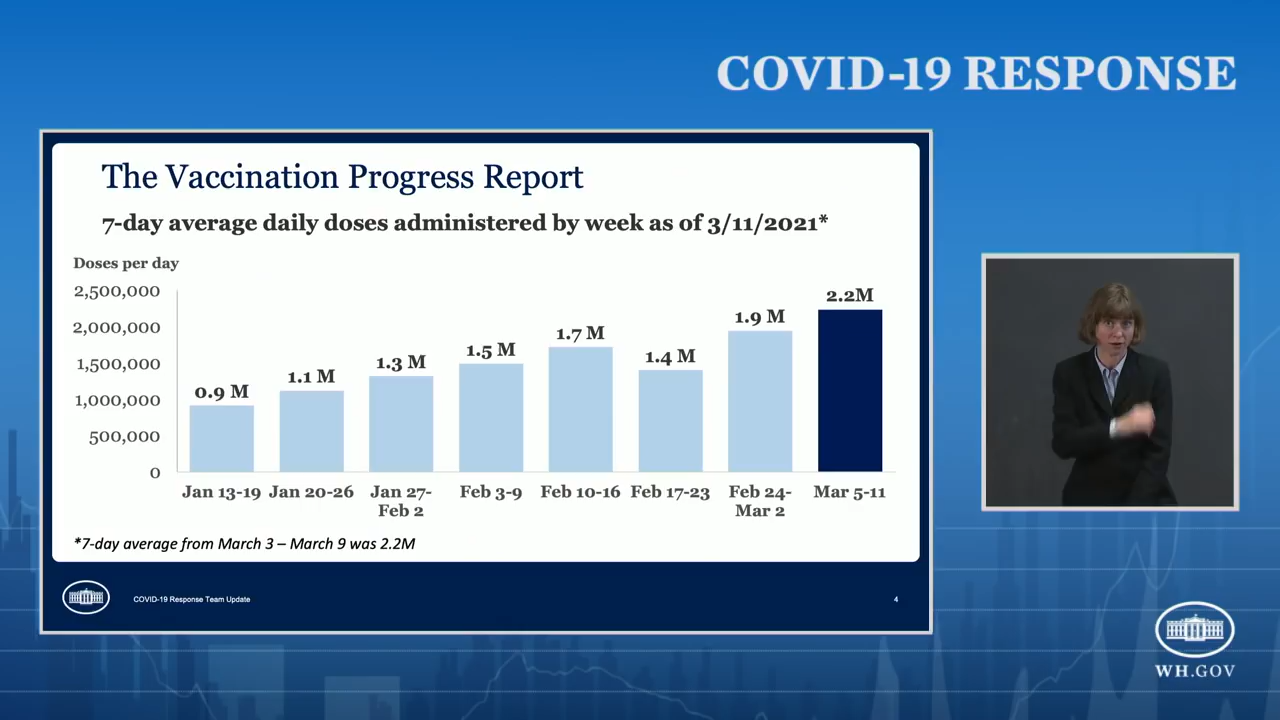 COVID-19 RESPONSE
The Vaccination Progress Report
7-day average daily doses administered by week as of 3/11/2021*
Doses per day
2,500,000
2,000,000
1,500,000
1,000,000
500,000
0
0.9 M
1.1 M
1.3 M
1.5 M
1.7 M
1.4 M
1.9 M
2.2M
Jan 13-19 Jan 20-26 Jan 27- Feb 3-9 Feb 10-16 Feb 17-23 Feb 24- Mar 5-11
Feb 2 Mar 2
*7-day average from March 3 – March 9 was 2.2M
COVID-19 Response Team Update
4
WH.GOV